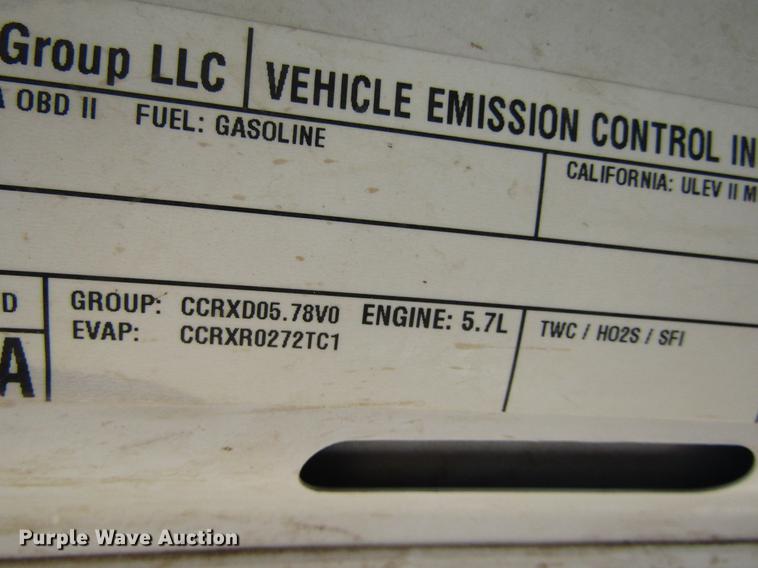 Group LLC
VEHICLE EMISSION CONTROL IN
A OBD II FUEL: GASOLINE
CALIFORNIA: ULEV II M
D
GROUP: CCRXD05.78V0 ENGINE: 5.7L
TWC / HO2S / SFI
EVAP: CCRXR0272TC1
A
Purple Wave Auction